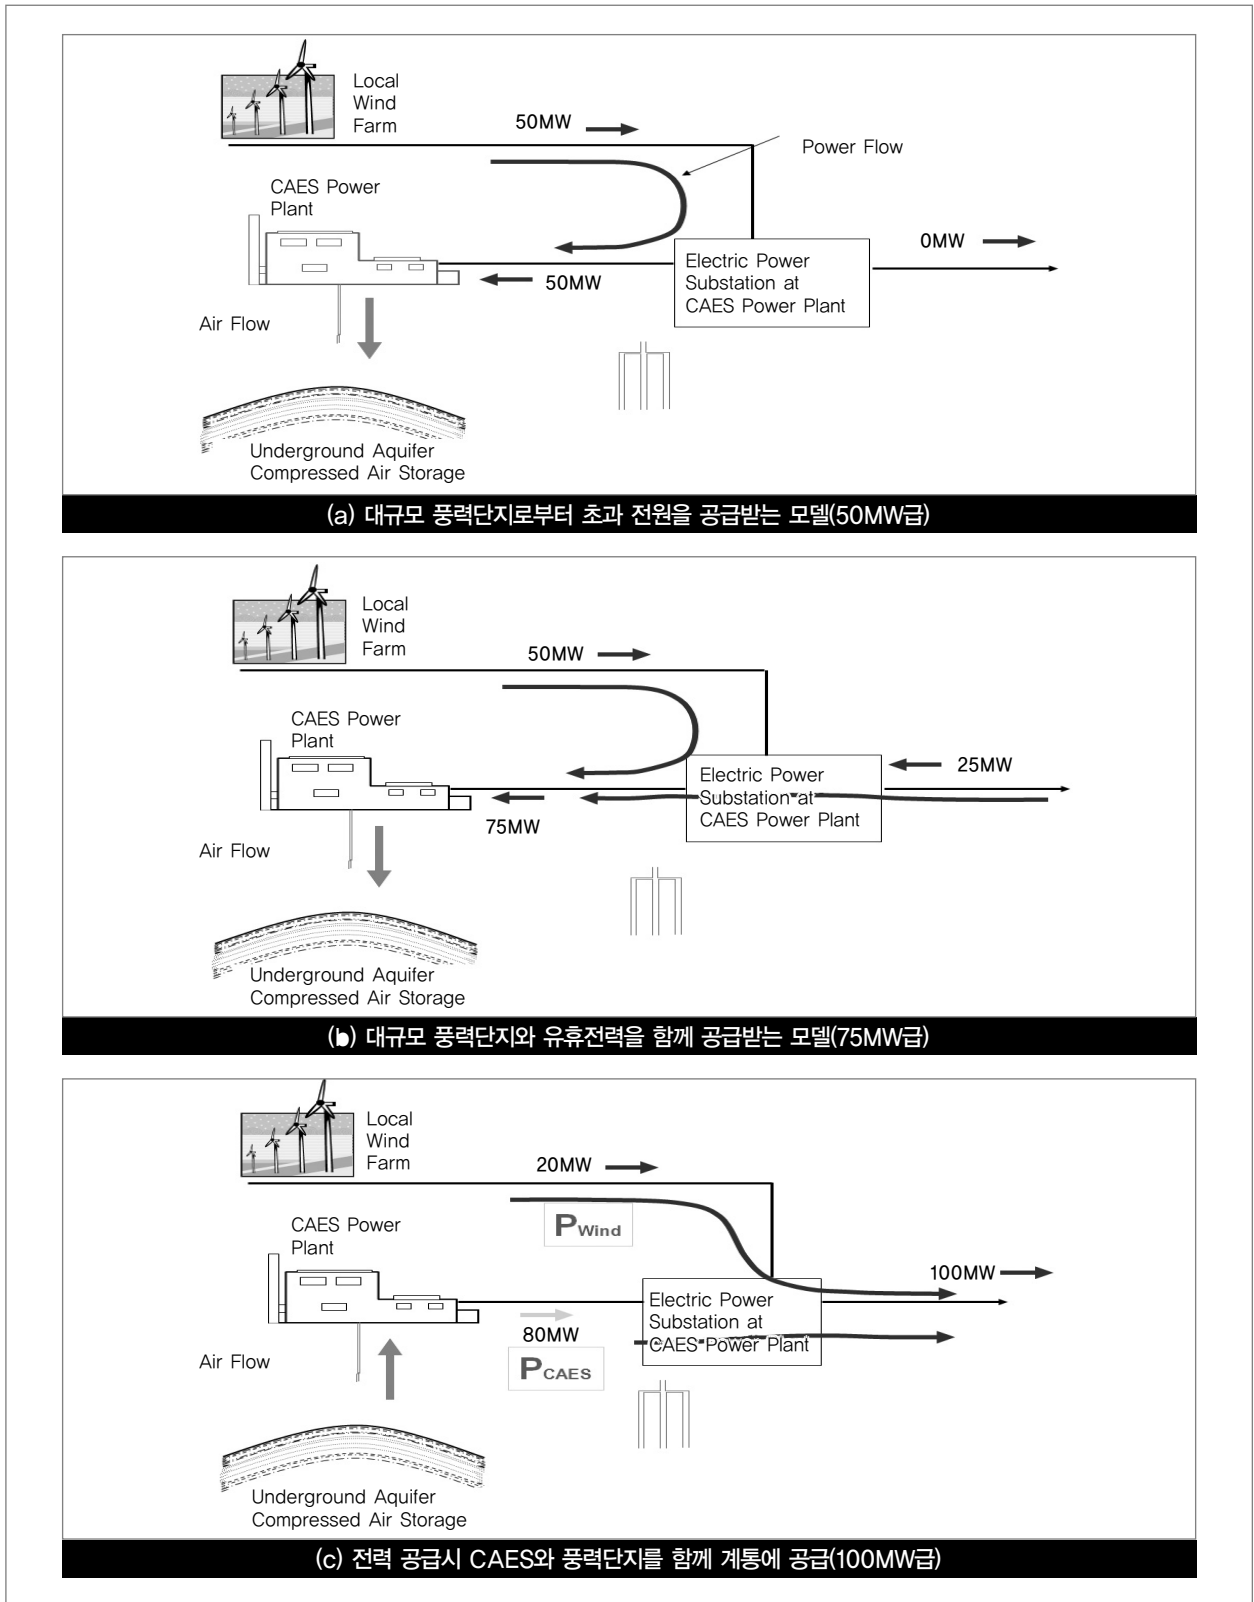 Local
Wind
Farm
50MW
Power Flow
CAES Power
Plant
0MW
Electric Power
Substation at
CAES Power Plant
50MW
Air Flow
Underground Aquifer
Compressed Air Storage
(a) 대규모 풍력단지로부터 초과 전원을 공급받는 모델(50MW급)
Local
Wind
Farm
50MW
CAES Power
Plant
25MW
Electric Power
Substation at
CAES Power Plant
75MW
Air Flow
Underground Aquifer
Compressed Air Storage
(b) 대규모 풍력단지와 유휴전력을 함께 공급받는 모델(75MW급)
Local
Wind
Farm
20MW
PWind
CAES Power
Plant
100MW
Electric Power
Substation at
CAES Power Plant
80MW
PCAES
Air Flow
Underground Aquifer
Compressed Air Storage
(c) 전력 공급시 CAES와 풍력단지를 함께 계통에 공급(100MW급)